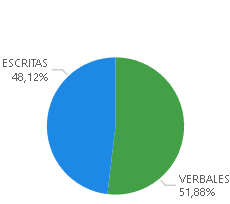 ESCRITAS
48,12%
VERBALES
51,88%